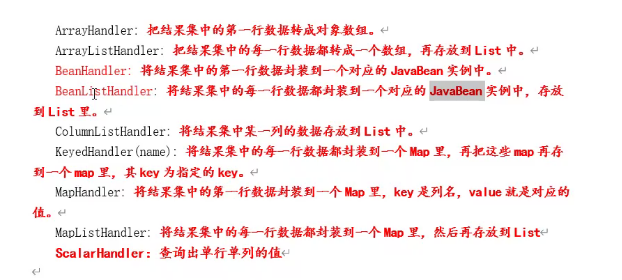 ArrayHandler: 把结果集中的第一行数据转成对象数组。
ArrayListHandler: 把结果集中的每一行数据都转成一个数组，再存放到 List 中。
BeanHandler: 将结果集中的第一行数据封装到一个对应的 JavaBean 实例中。
BeanListHandler: 将结果集中的每一行数据都封装到一个对应的 JavaBean 实例中，存放
到 List 里。
ColumnListHandler: 将结果集中某一列的数据存放到 List 中。
KeyedHandler(name): 将结果集中的每一行数据都封装到一个 Map 里，再把这些 map 再存
到一个 map 里，其 key 为指定的 key。
MapHandler: 将结果集中的第一行数据封装到一个 Map 里，key 是列名，value 就是对应的
值。
MapListHandler: 将结果集中的每一行数据都封装到一个 Map 里，然后再存放到 List
ScalarHandler：查询出单行单列的值